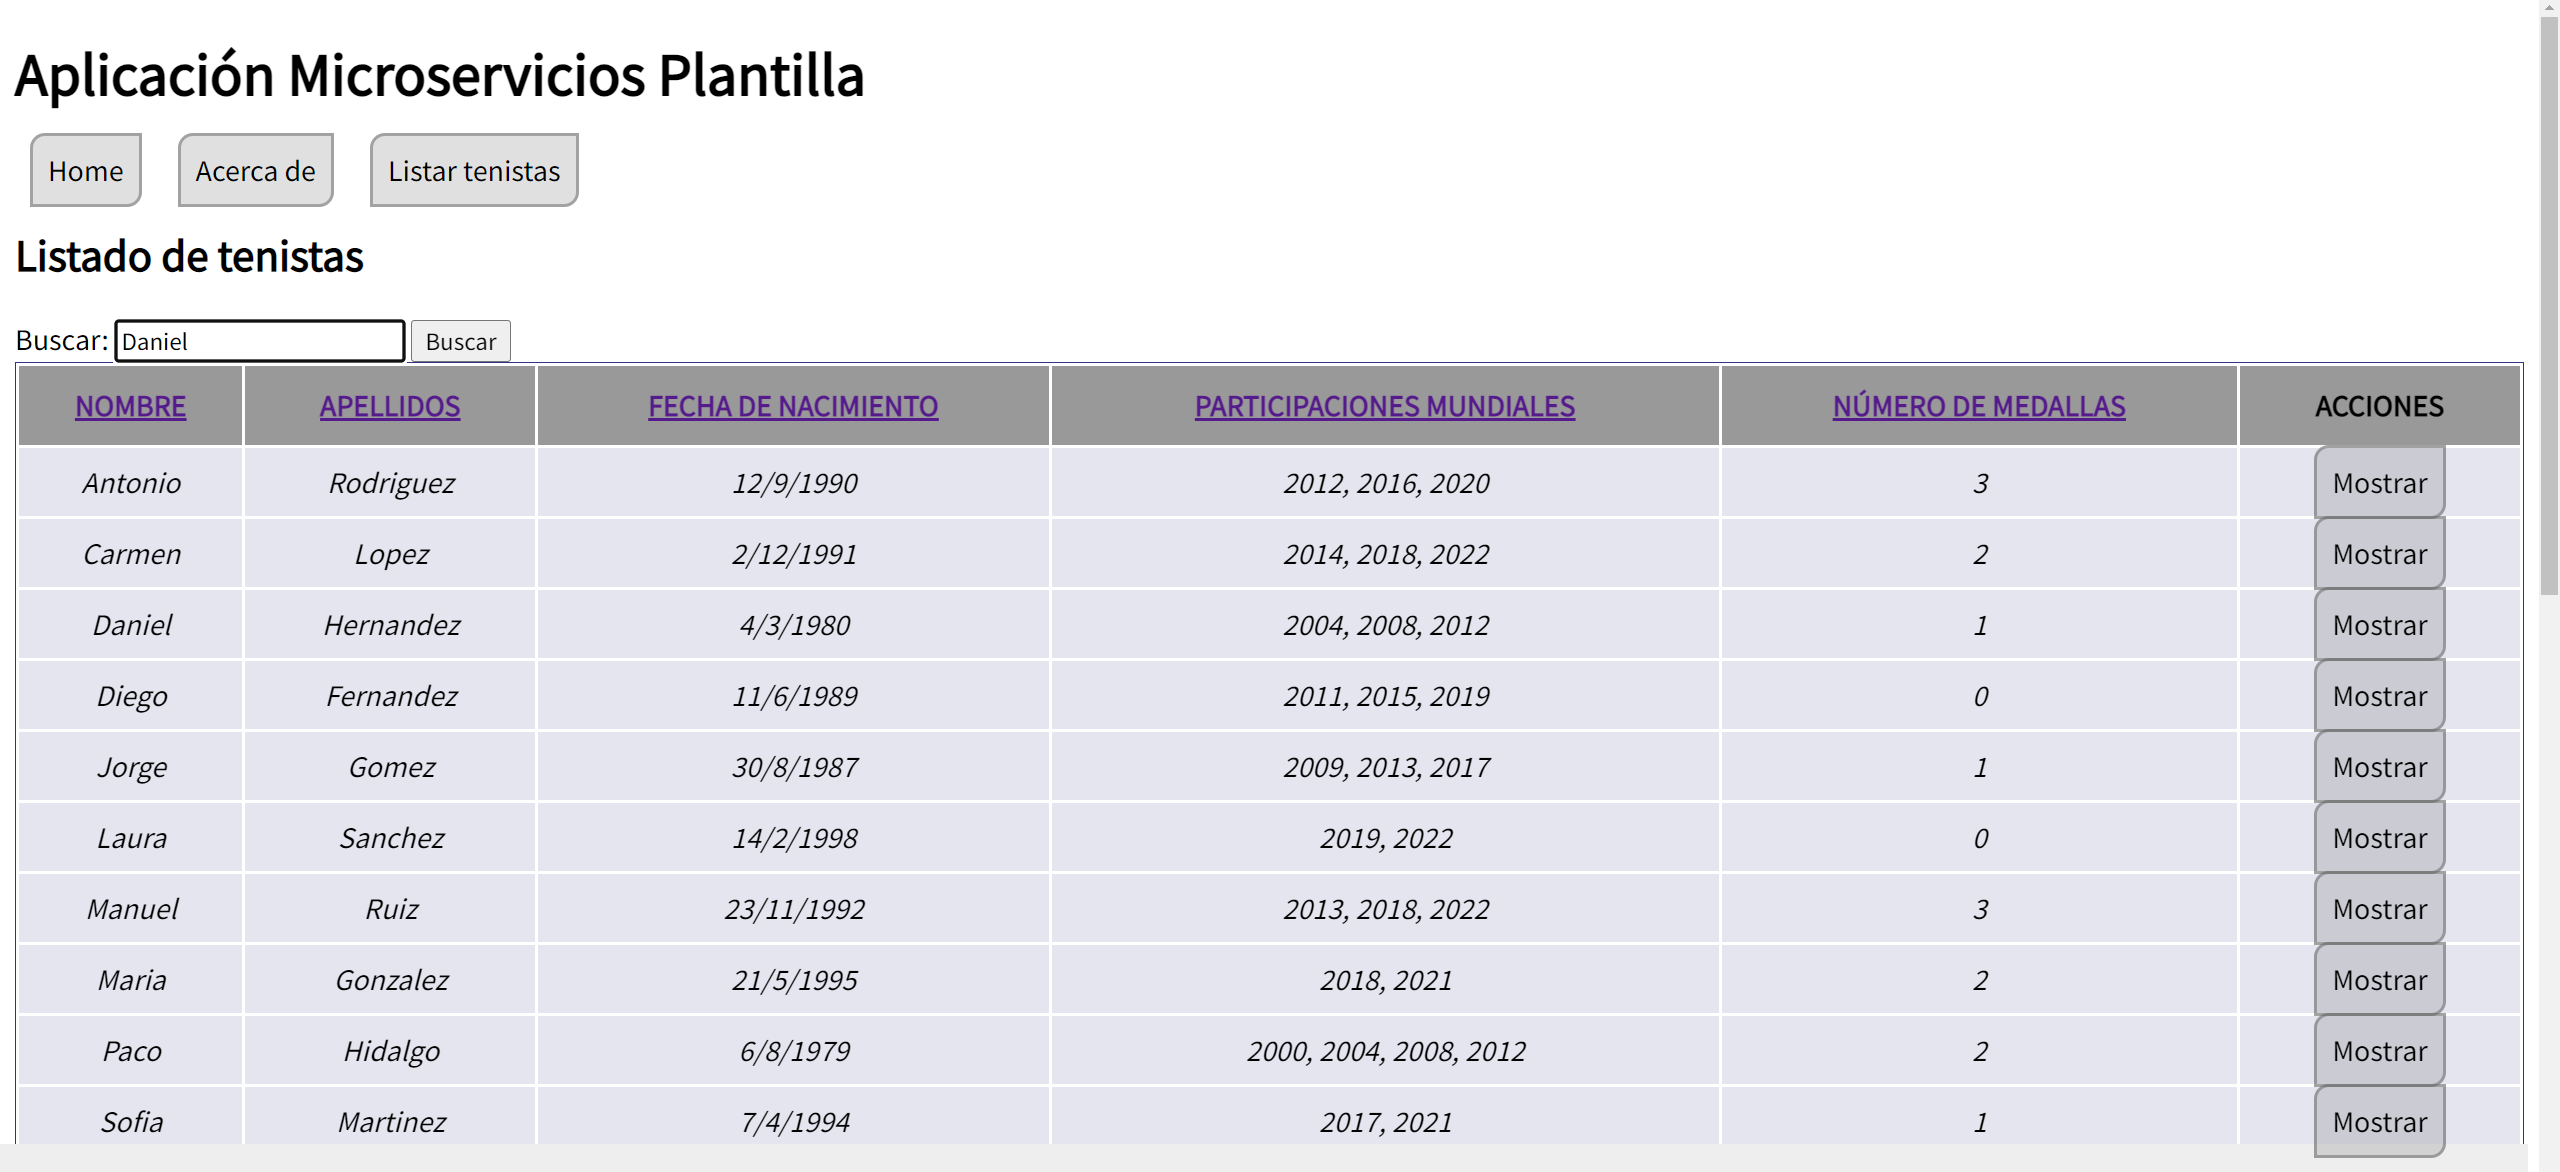 Aplicación Microservicios Plantilla
Home Acerca de Listar tenistas
Listado de tenistas
Buscar: Daniel Buscar
NOMBRE APELLIDOS FECHA DE NACIMIENTO PARTICIPACIONES MUNDIALES NÚMERO DE MEDALLAS ACCIONES
Antonio Rodriguez 12/9/1990 2012, 2016, 2020 3 Mostrar
Carmen Lopez 2/12/1991 2014, 2018, 2022 2 Mostrar
Daniel Hernandez 4/3/1980 2004, 2008, 2012 1 Mostrar
Diego Fernandez 11/6/1989 2011, 2015, 2019 0 Mostrar
Jorge Gomez 30/8/1987 2009, 2013, 2017 1 Mostrar
Laura Sanchez 14/2/1998 2019, 2022 0 Mostrar
Manuel Ruiz 23/11/1992 2013, 2018, 2022 3 Mostrar
Maria Gonzalez 21/5/1995 2018, 2021 2 Mostrar
Paco Hidalgo 6/8/1979 2000, 2004, 2008, 2012 2 Mostrar
Sofia Martinez 7/4/1994 2017, 2021 1 Mostrar